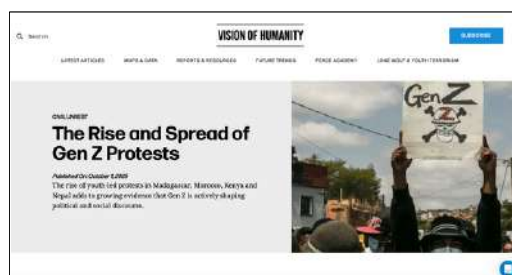 Search
VISION OF HUMANITY
SUBSCRIBE
LATEST ARTICLES MAPS & DATA REPORTS & RESOURCES FUTURE TRENDS PEACE ACADEMY LONE WOLF & YOUTH TERRORISM
CIVIL UNREST
The Rise and Spread of
Gen Z Protests
Published On: October 9, 2025
The rise of youth-led protests in Madagascar, Morocco, Kenya and
Nepal adds to growing evidence that Gen Z is actively shaping
political and social discourse.
Gen Z
Z